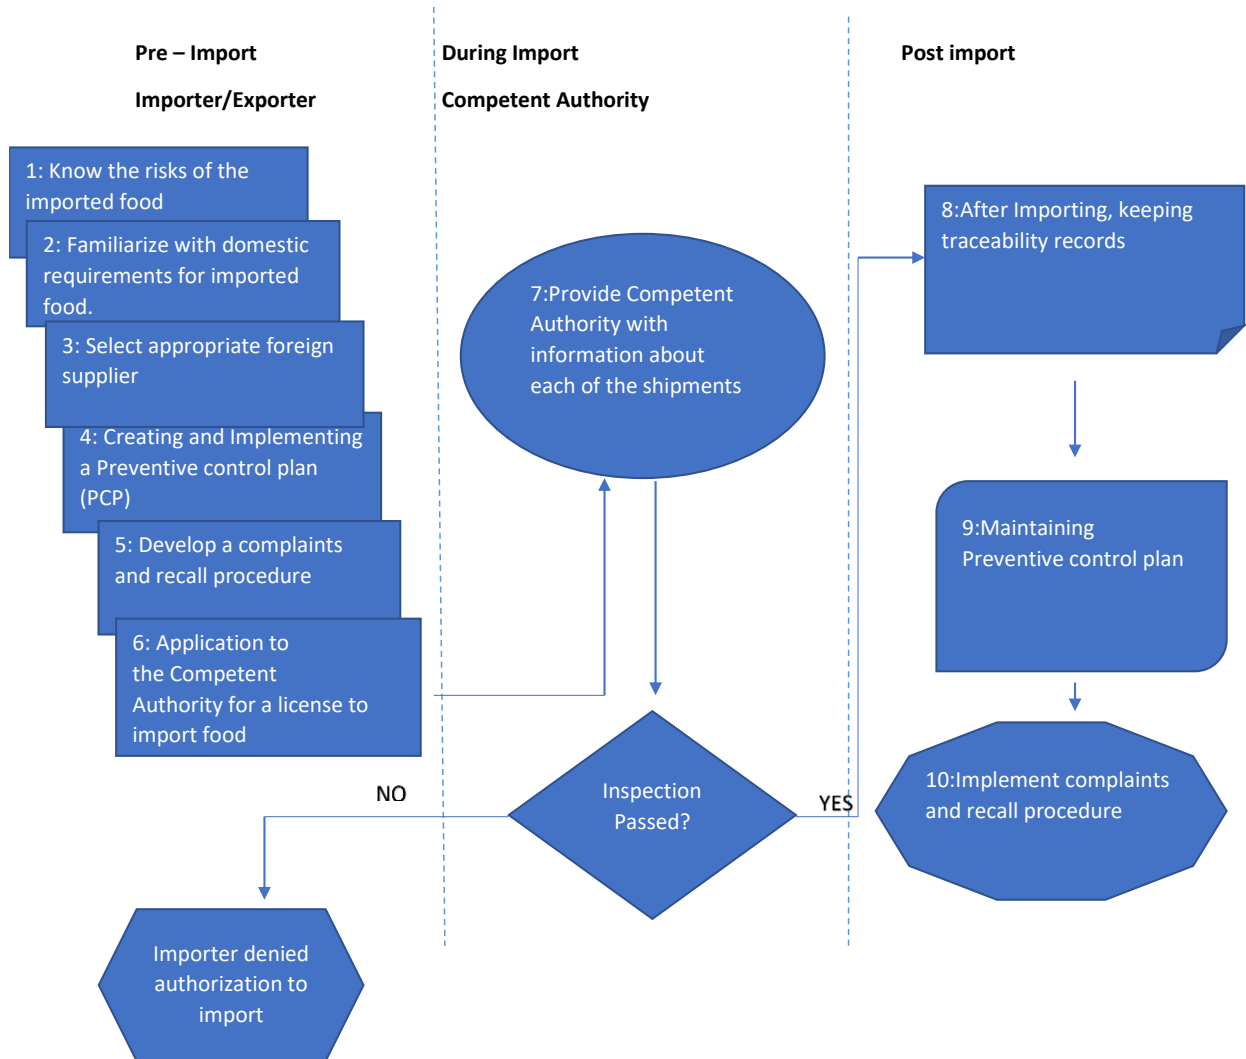 Pre – Import
Importer/Exporter
1: Know the risks of the
imported food
2: Familiarize with domestic
requirements for imported
food.
3: Select appropriate foreign
supplier
4: Creating and Implementing
a Preventive control plan
(PCP)
5: Develop a complaints
and recall procedure
6: Application to
the Competent
Authority for a license to
import food
During Import
Competent Authority
7:Provide Competent
Authority with
information about
each of the shipments
Inspection
Passed?
NO
YES
Importer denied
authorization to
import
Post import
8:After Importing, keeping
traceability records
9:Maintaining
Preventive control plan
10:Implement complaints
and recall procedure